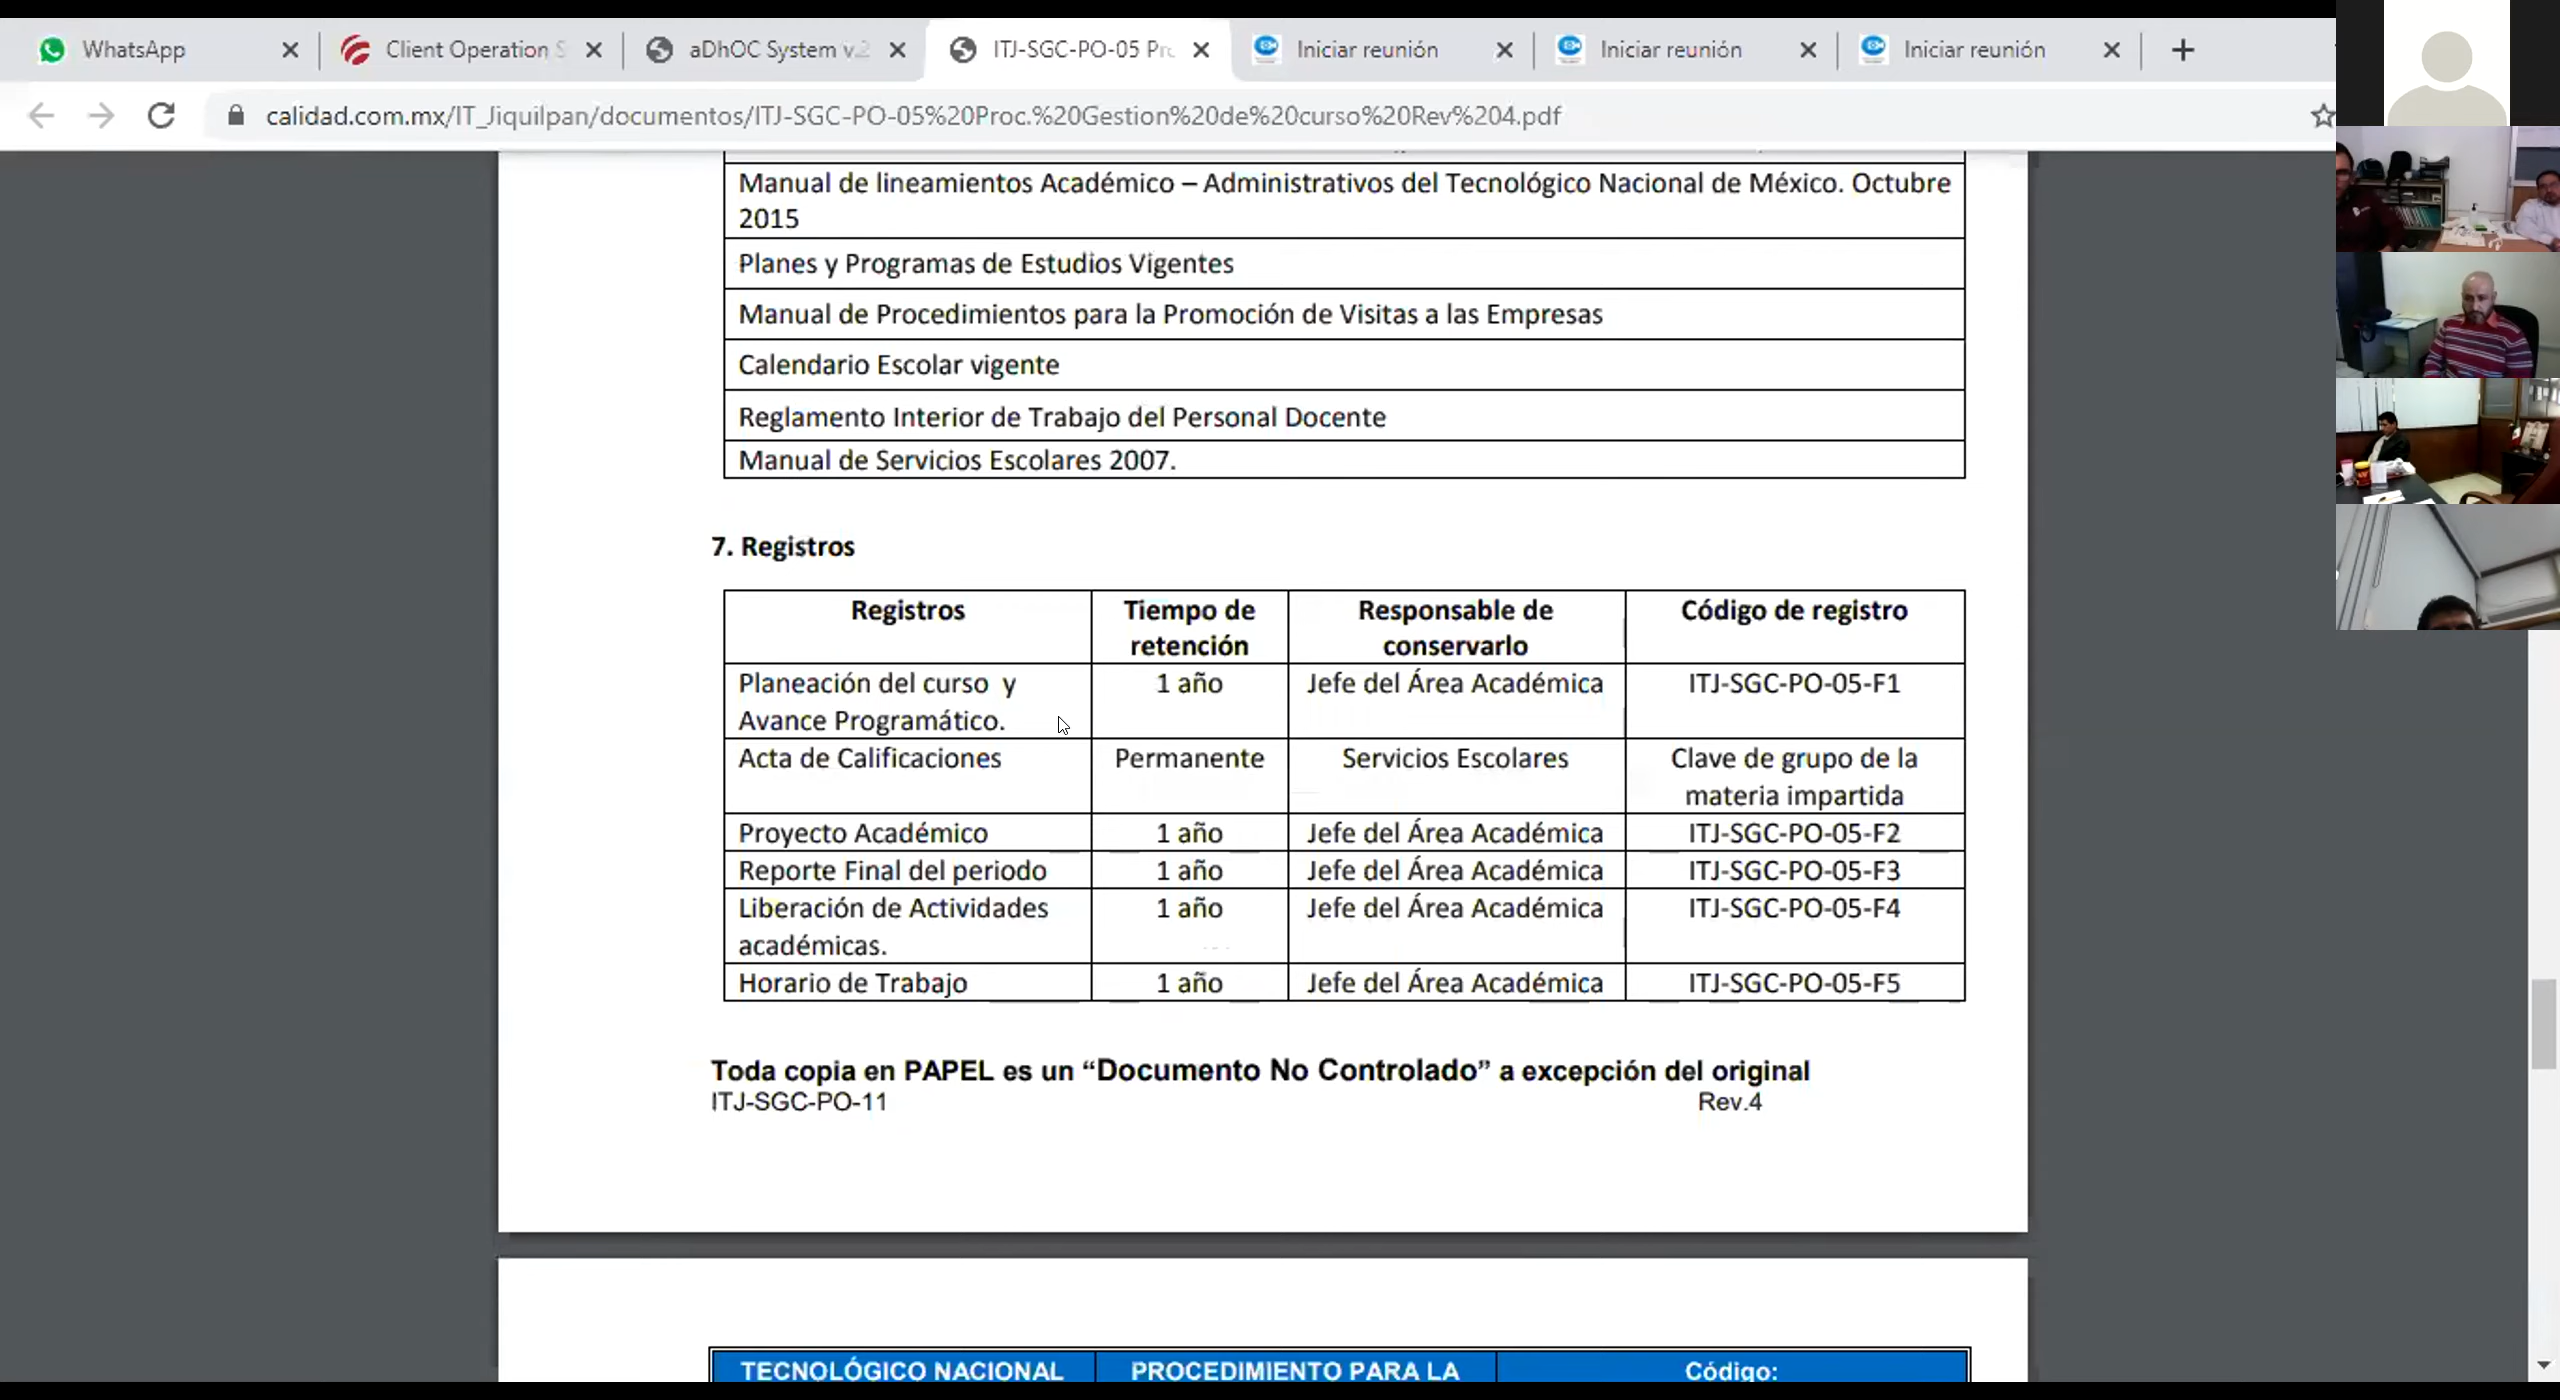 WhatsApp
Client Operation S
aDhOC System v.2
ITJ-SGC-PO-05 Pro
Iniciar reunión
Iniciar reunión
Iniciar reunión
calidad.com.mx/IT_Jiquilpan/documentos/ITJ-SGC-PO-05%20Proc.%20Gestion%20de%20curso%20Rev%204.pdf
Manual de lineamientos Académico – Administrativos del Tecnológico Nacional de México. Octubre
2015
Planes y Programas de Estudios Vigentes
Manual de Procedimientos para la Promoción de Visitas a las Empresas
Calendario Escolar vigente
Reglamento Interior de Trabajo del Personal Docente
Manual de Servicios Escolares 2007.
7. Registros
Registros Tiempo de retención Responsable de conservarlo Código de registro
Planeación del curso y Avance Programático. 1 año Jefe del Área Académica ITJ-SGC-PO-05-F1
Acta de Calificaciones Permanente Servicios Escolares Clave de grupo de la materia impartida
Proyecto Académico 1 año Jefe del Área Académica ITJ-SGC-PO-05-F2
Reporte Final del periodo 1 año Jefe del Área Académica ITJ-SGC-PO-05-F3
Liberación de Actividades académicas. 1 año Jefe del Área Académica ITJ-SGC-PO-05-F4
Horario de Trabajo 1 año Jefe del Área Académica ITJ-SGC-PO-05-F5
Toda copia en PAPEL es un “Documento No Controlado” a excepción del original
ITJ-SGC-PO-11 Rev.4
TECNOLÓGICO NACIONAL PROCEDIMIENTO PARA LA Código: